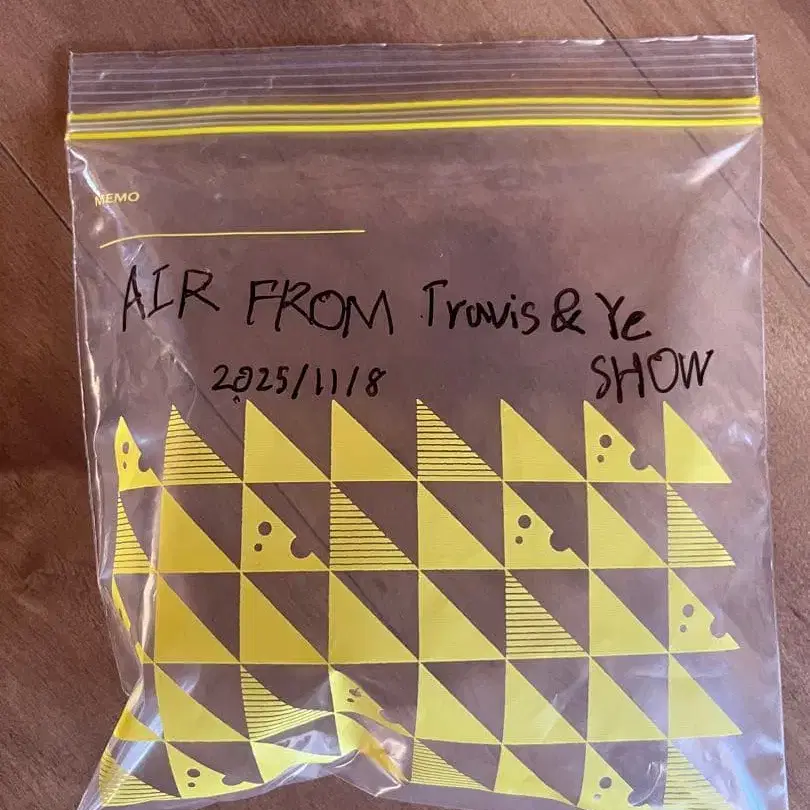 MEMO
AIR FROM Travis & Ye
2025/11/8 SHOW